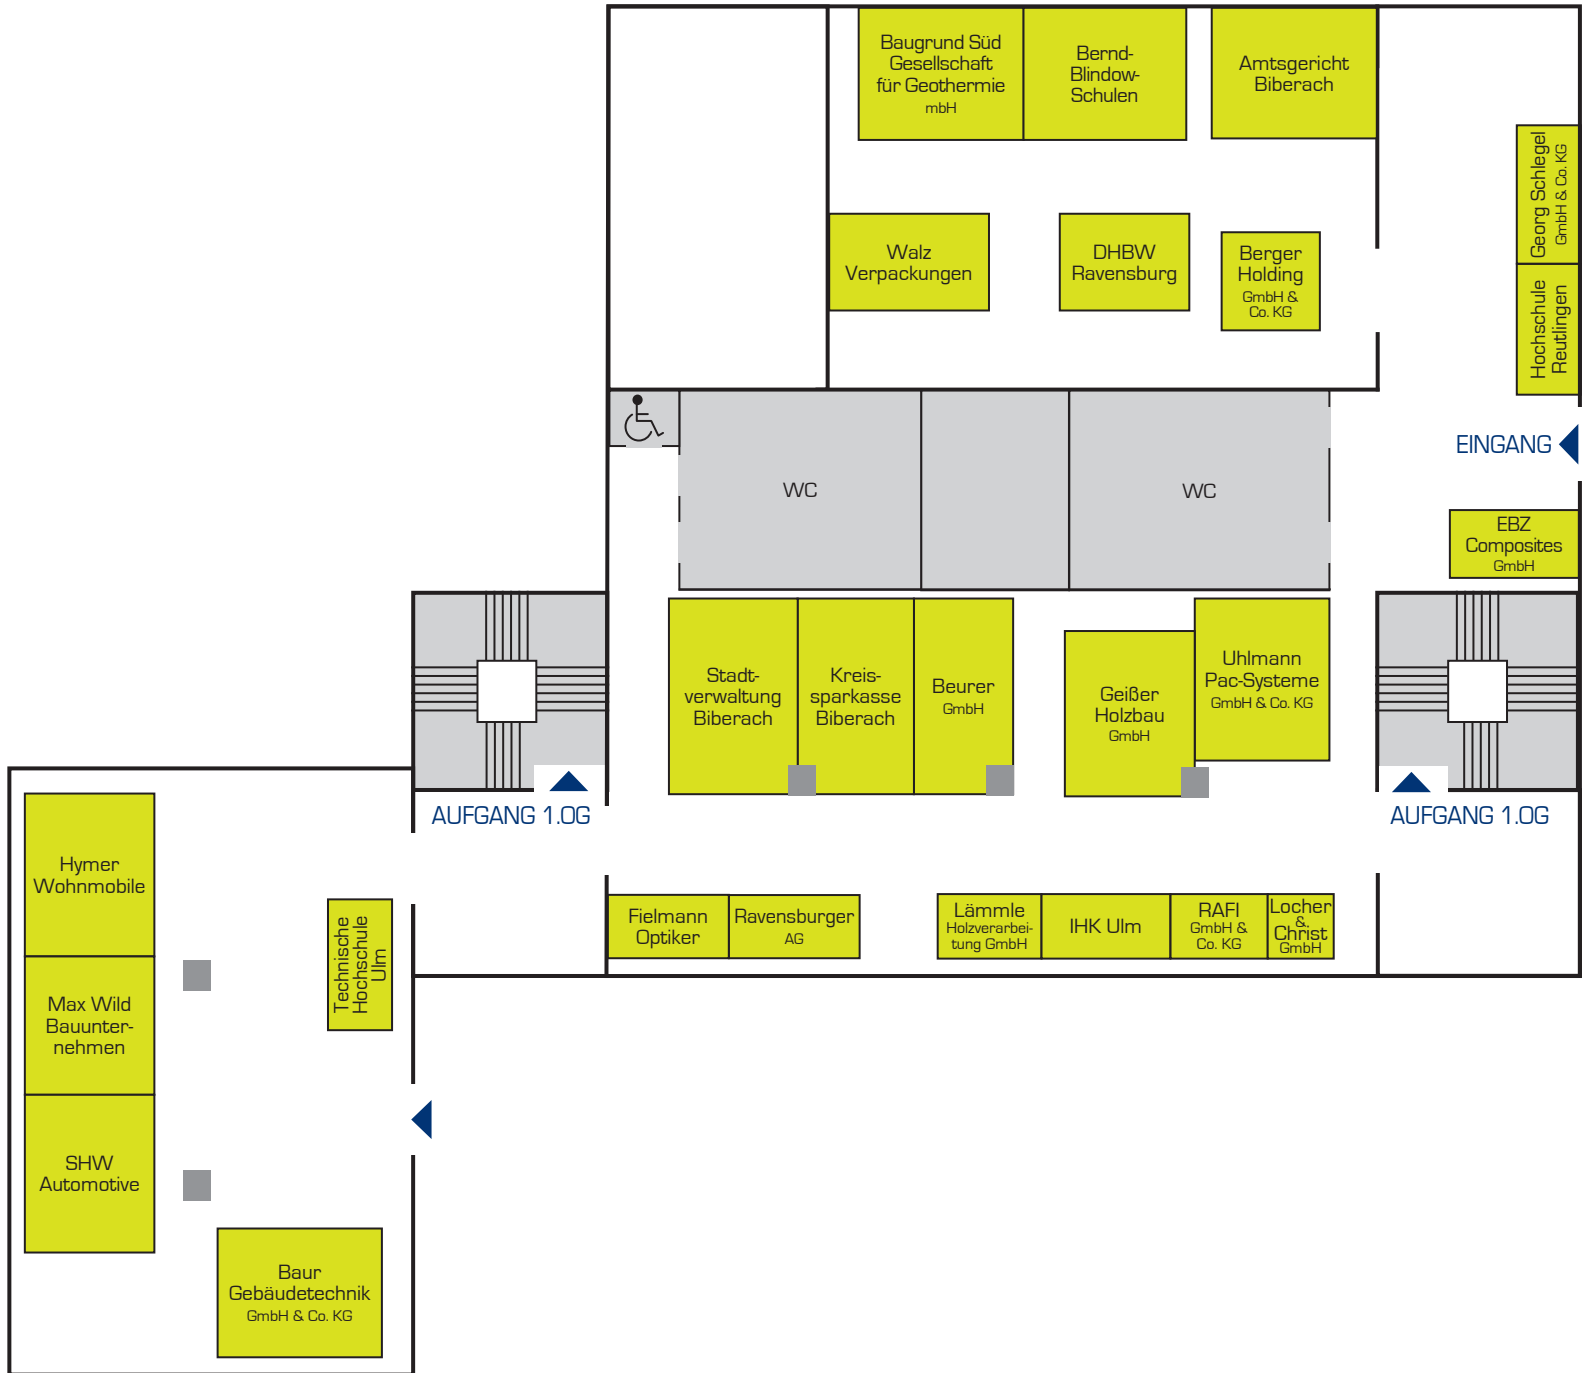 Baugrund Süd
Gesellschaft
für Geothermie
mbH
Bernd-
Blindow-
Schulen
Amtsgericht
Biberach
Georg Schlegel
GmbH & Co. KG
Walz
Verpackungen
DHBW
Ravensburg
Berger
Holding
GmbH &
Co. KG
Hochschule
Reutlingen
EINGANG
WC
WC
EBZ
Composites
GmbH
Stadt-
verwaltung
Biberach
Kreis-
sparkasse
Biberach
Beurer
GmbH
Geißer
Holzbau
GmbH
Uhlmann
Pac-Systeme
GmbH & Co. KG
AUFGANG 1.OG
AUFGANG 1.OG
Hymer
Wohnmobile
Technische
Hochschule
Ulm
Fielmann
Optiker
Ravensburger
AG
Lämmle
Holzverarbei-
tung GmbH
IHK Ulm
RAFI
GmbH &
Co. KG
Locher
&
Christ
GmbH
Max Wild
Bauunter-
nehmen
SHW
Automotive
Baur
Gebäudetechnik
GmbH & Co. KG